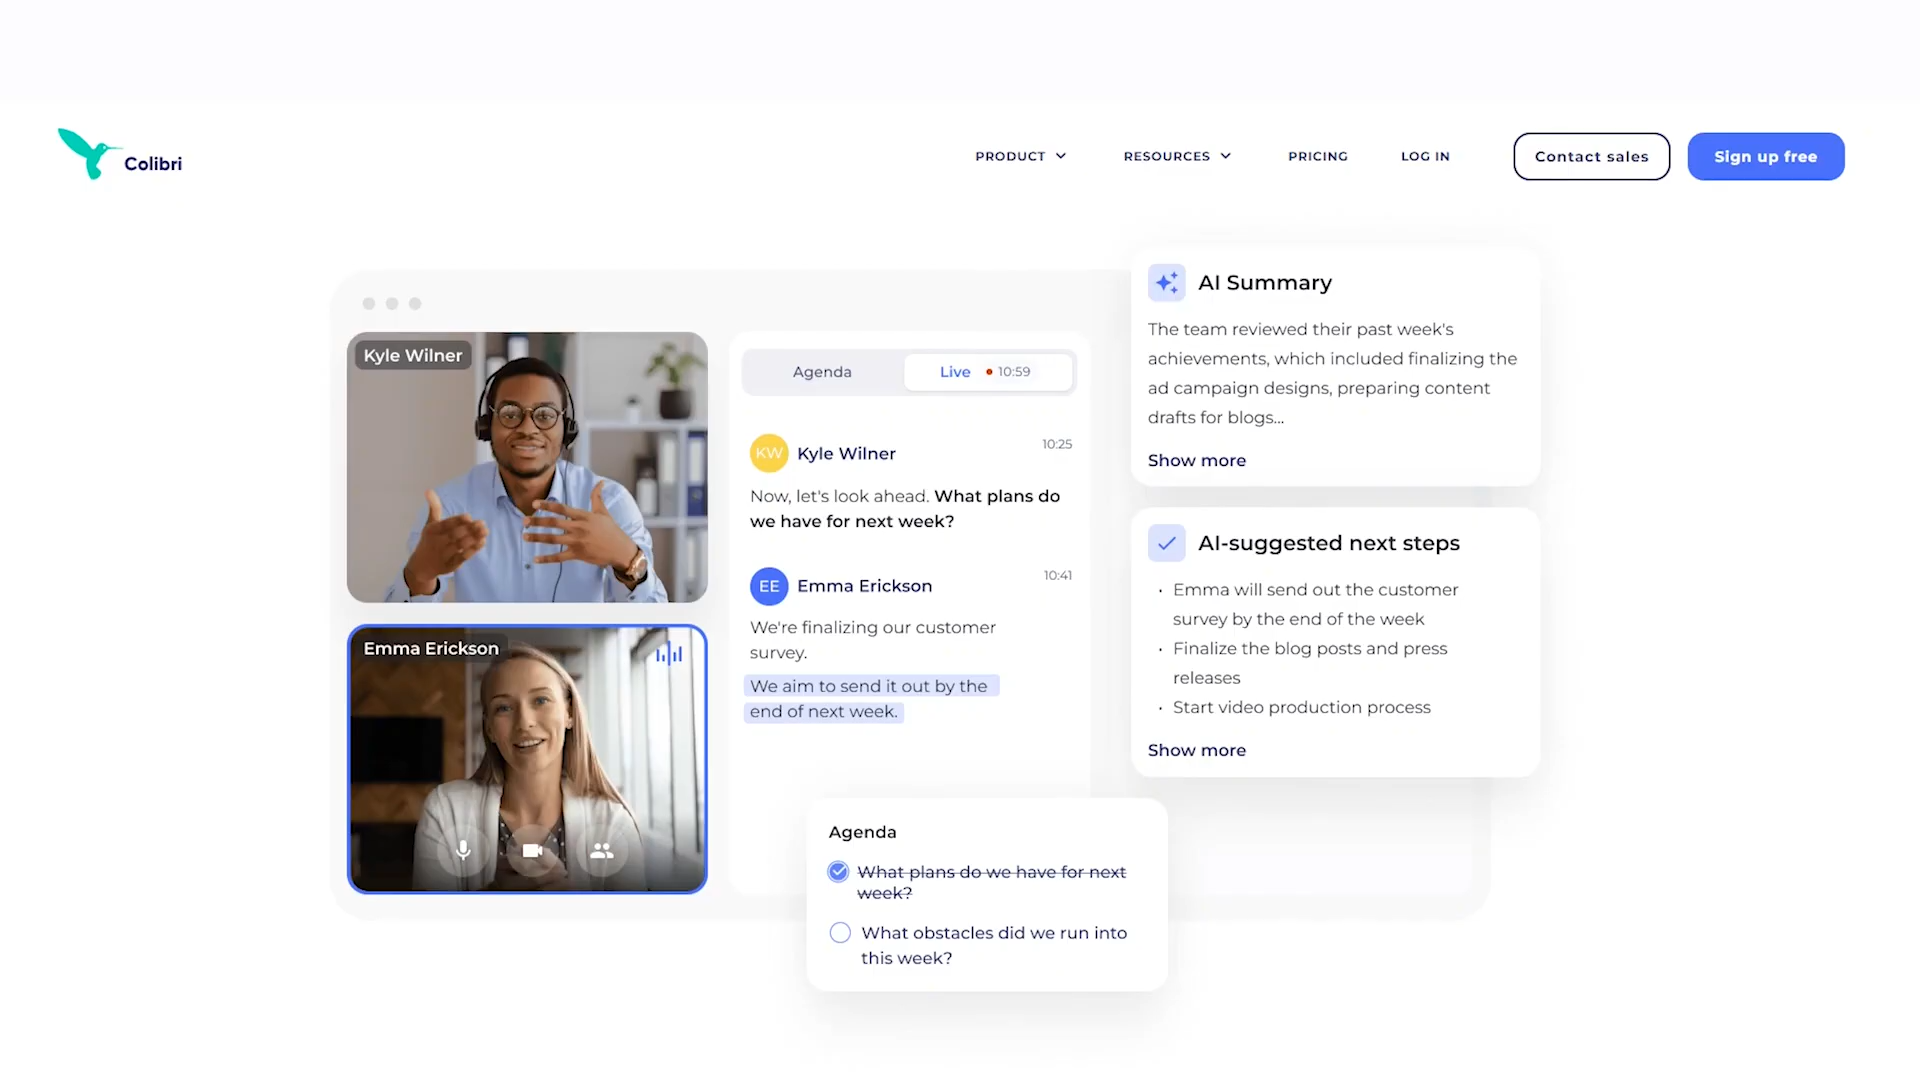 Colibri
PRODUCT
RESOURCES
PRICING
LOG IN
Contact sales
Sign up free
Kyle Wilner
Emma Erickson
Agenda
Live
10:59
KW
Kyle Wilner
10:25
Now, let's look ahead. What plans do
we have for next week?
EE
Emma Erickson
10:41
We're finalizing our customer
survey.
We aim to send it out by the
end of next week.
Agenda
What plans do we have for next
week?
What obstacles did we run into
this week?
AI Summary
The team reviewed their past week's
achievements, which included finalizing the
ad campaign designs, preparing content
drafts for blogs...
Show more
AI-suggested next steps
· Emma will send out the customer
survey by the end of the week
· Finalize the blog posts and press
releases
· Start video production process
Show more